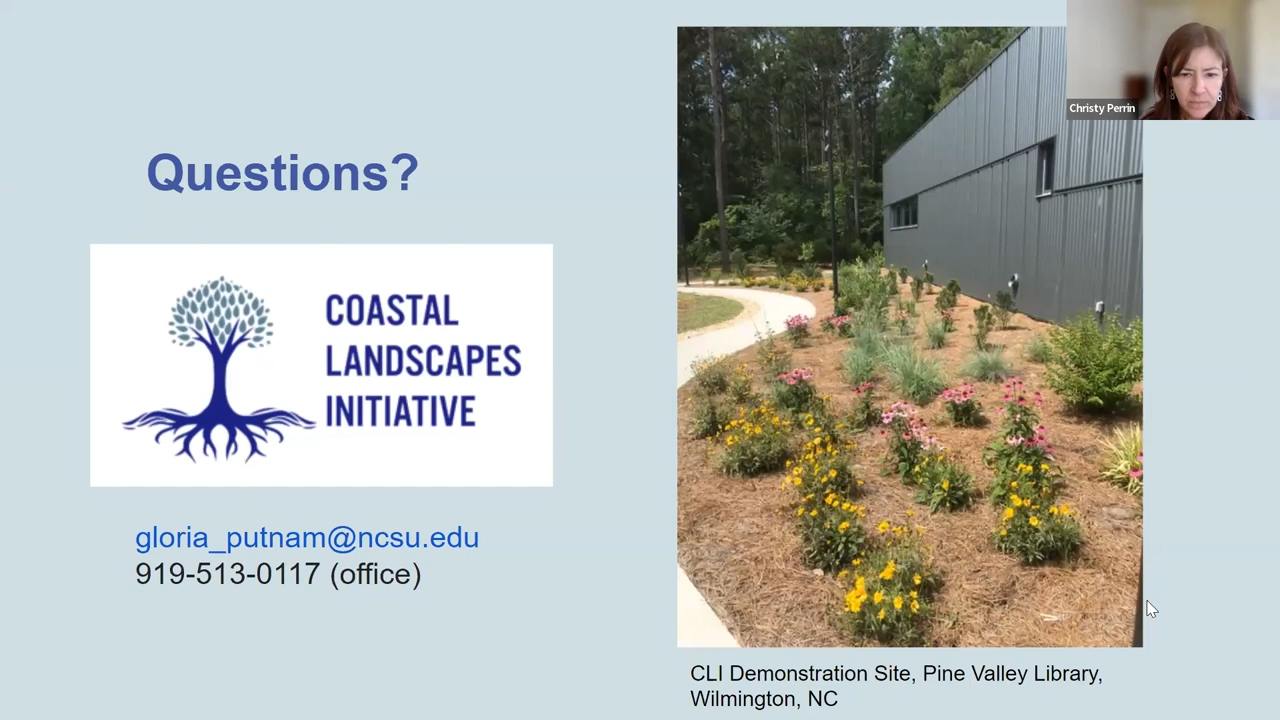 Christy Perrin
Questions?
COASTAL
LANDSCAPES
INITIATIVE
gloria_putnam@ncsu.edu
919-513-0117 (office)
CLI Demonstration Site, Pine Valley Library,
Wilmington, NC